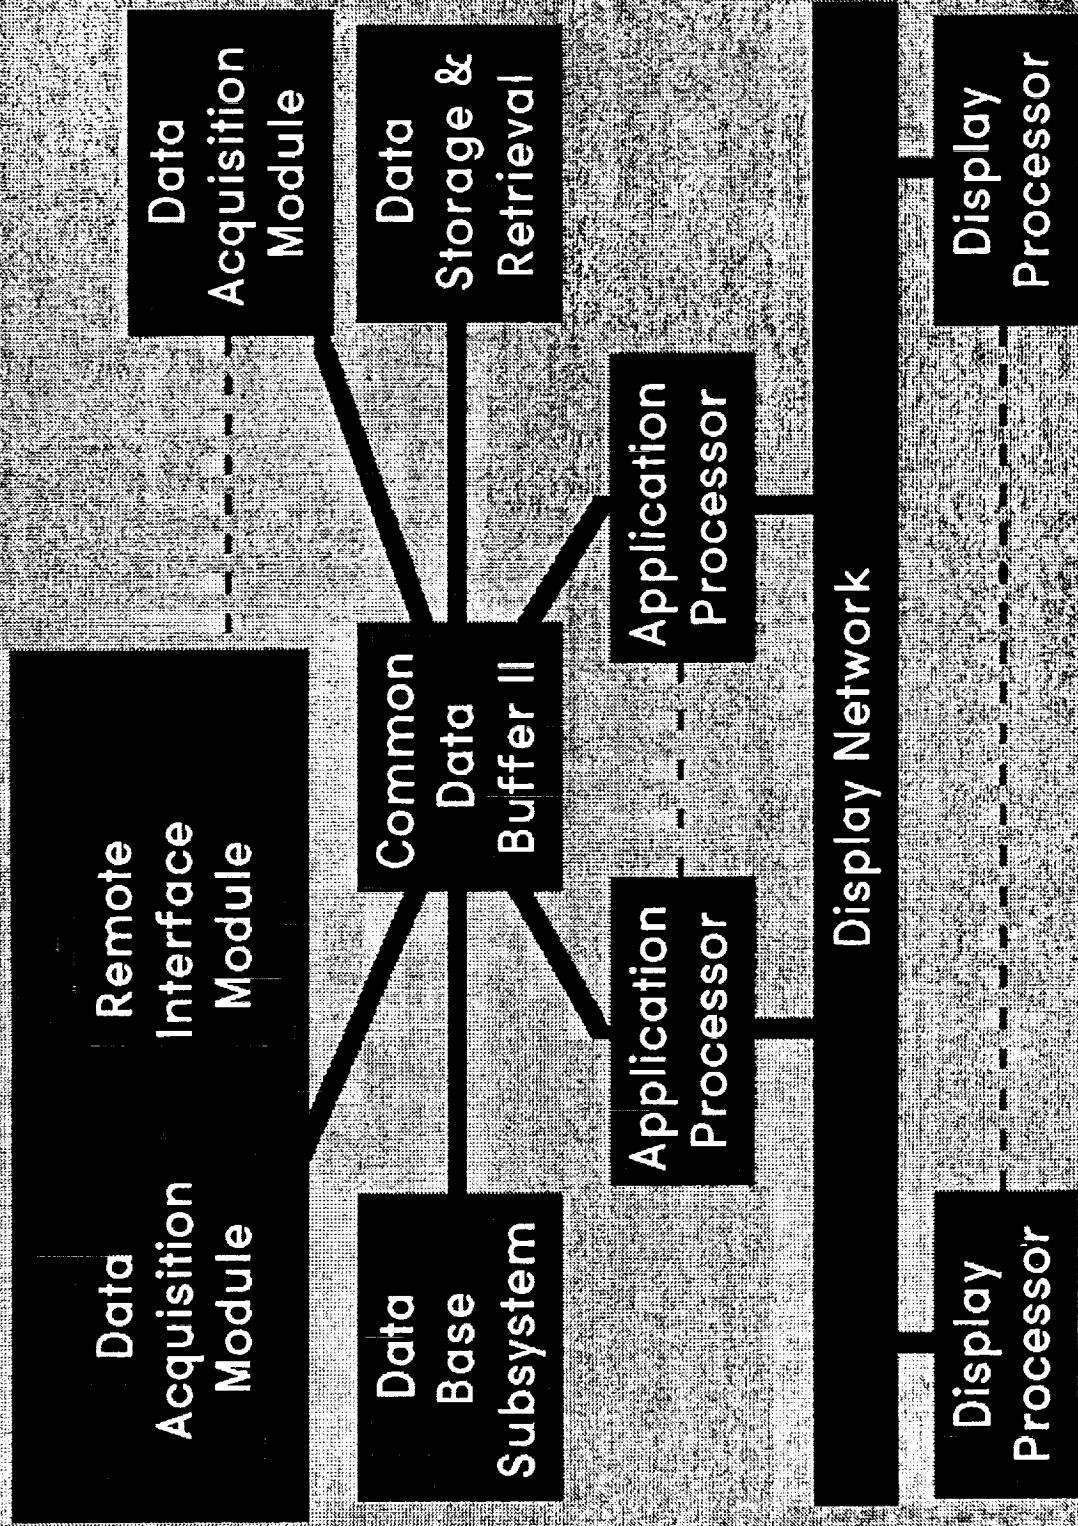 Data
Acquisition
Module
Remote
Interface
Module
Data
Acquisition
Module
Data
Base
Subsystem
Common
Data
Buffer II
Data
Storage &
Retrieval
Application
Processor
Application
Processor
Display Network
Display
Processor
Display
Processor